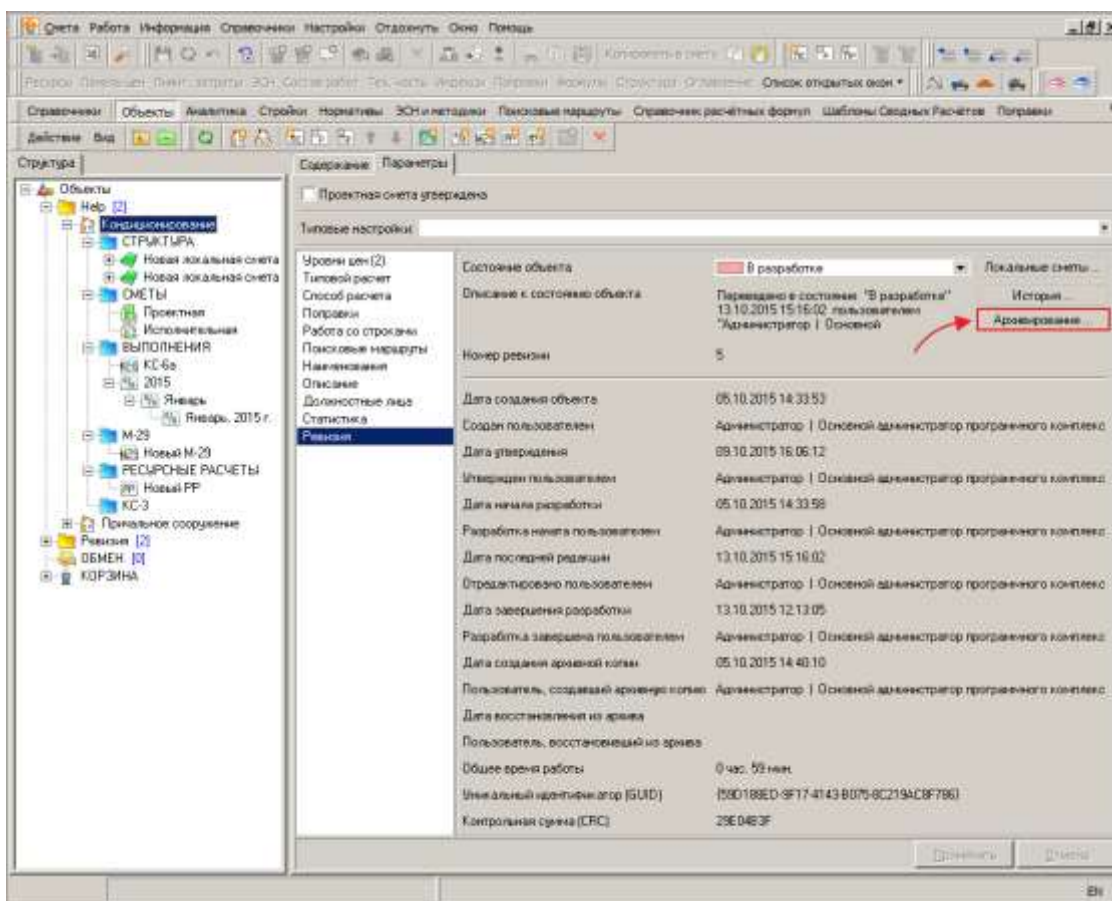 Смета Работа Информация Справочники Настройки Отдохнуть Окно Помощь
Список открытых окон
Справочники Объекты Аналитика Стройки Нормативы ЭСН и методики Поисковые маршруты Справочник расчётных формул Шаблоны Сводных Расчётов Поправки
Действие Вид
Структура
Содержание Параметры
Проектная смета утверждена
Типовые настройки:
Объекты
Help [2]
Кондиционирование
СТРУКТУРА
Новая локальная смета
Новая локальная смета
СМЕТЫ
Проектная
Исполнительная
ВЫПОЛНЕНИЯ
КС-6а
2015
Январь
Январь, 2015 г.
М-29
Новый М-29
РЕСУРСНЫЕ РАСЧЕТЫ
Новый РР
КС-3
Причальное сооружение
Ревизия [2]
ОБМЕН [0]
КОРЗИНА
Уровни цен (2)
Типовой расчет
Способ расчета
Поправки
Работа со строками
Поисковые маршруты
Наименования
Описание
Должностные лица
Статистика
Ревизия
Состояние объекта В разработке Локальные сметы ...
Описание к состоянию объекта Переведено в состояние "В разработке" История ...
13.10.2015 15:16:02 пользователем
"Администратор | Основной Архивирование ...
Номер ревизии 5
Дата создания объекта 05.10.2015 14:33:53
Создан пользователем Администратор | Основной администратор программного комплекс
Дата утверждения 09.10.2015 16:06:12
Утвержден пользователем Администратор | Основной администратор программного комплекс
Дата начала разработки 05.10.2015 14:33:58
Разработка начата пользователем Администратор | Основной администратор программного комплекс
Дата последней редакции 13.10.2015 15:16:02
Отредактировано пользователем Администратор | Основной администратор программного комплекс
Дата завершения разработки 13.10.2015 12:13:05
Разработка завершена пользователем Администратор | Основной администратор программного комплекс
Дата создания архивной копии 05.10.2015 14:40:10
Пользователь, создавший архивную копию Администратор | Основной администратор программного комплекс
Дата восстановления из архива
Пользователь, восстановивший из архива
Общее время работы 0 час. 59 мин.
Уникальный идентификатор (GUID) {59D188ED-9F17-4143-B075-8C219AC8F786}
Контрольная сумма (CRC) 29E04B3F
Применить Отмена
EN